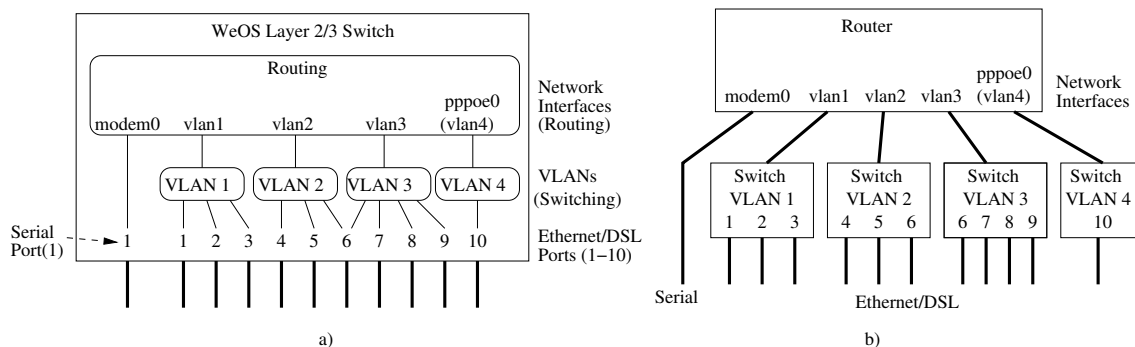 WeOS Layer 2/3 Switch
Routing
modem0 vlan1 vlan2 vlan3 pppoe0
(vlan4)
Network
Interfaces
(Routing)
VLAN 1 VLAN 2 VLAN 3 VLAN 4
VLANs
(Switching)
Serial
Port(1)
1 1 2 3 4 5 6 7 8 9 10
Ethernet/DSL
Ports (1−10)
a)
Router
modem0 vlan1 vlan2 vlan3 pppoe0
(vlan4)
Network
Interfaces
Switch
VLAN 1
1 2 3
Switch
VLAN 2
4 5 6
Switch
VLAN 3
6 7 8 9
Switch
VLAN 4
10
Serial
Ethernet/DSL
b)